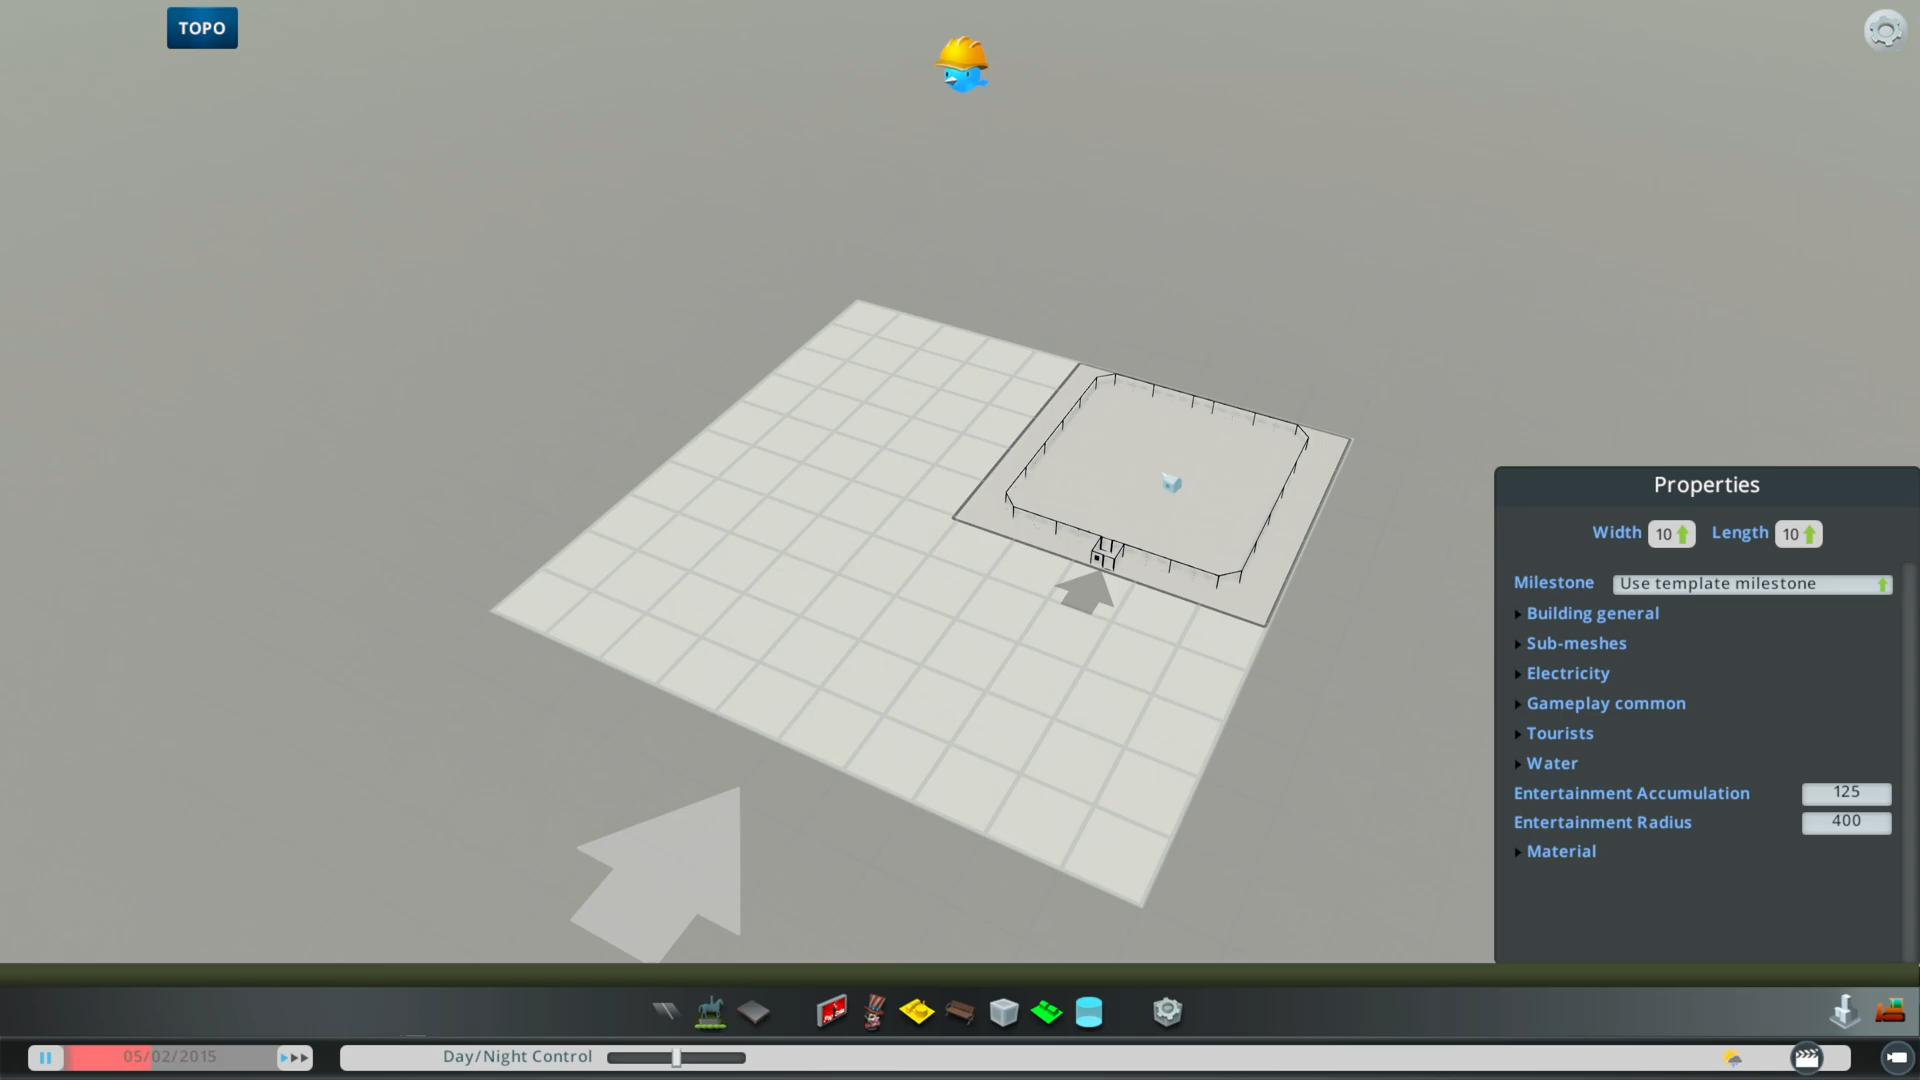 TOPO
Properties
Width 10 Length 10
Milestone Use template milestone
Building general
Sub-meshes
Electricity
Gameplay common
Tourists
Water
Entertainment Accumulation 125
Entertainment Radius 400
Material
05/02/2015
Day/Night Control